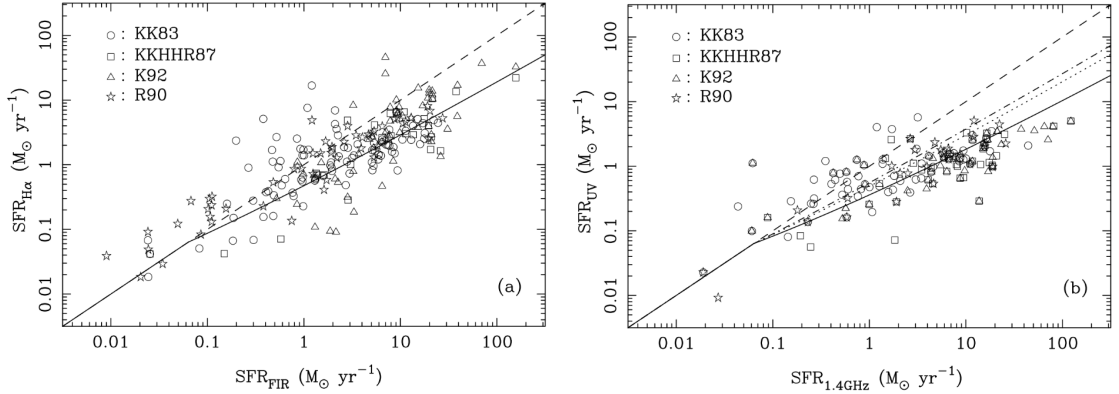 ○ : KK83
□ : KKHHR87
△ : K92
☆ : R90
(a)
SFR_Hα (M_⊙ yr⁻¹)
100
10
1
0.1
0.01
0.01 0.1 1 10 100
SFR_FIR (M_⊙ yr⁻¹)
○ : KK83
□ : KKHHR87
△ : K92
☆ : R90
(b)
SFR_UV (M_⊙ yr⁻¹)
100
10
1
0.1
0.01
0.01 0.1 1 10 100
SFR_1.4GHz (M_⊙ yr⁻¹)